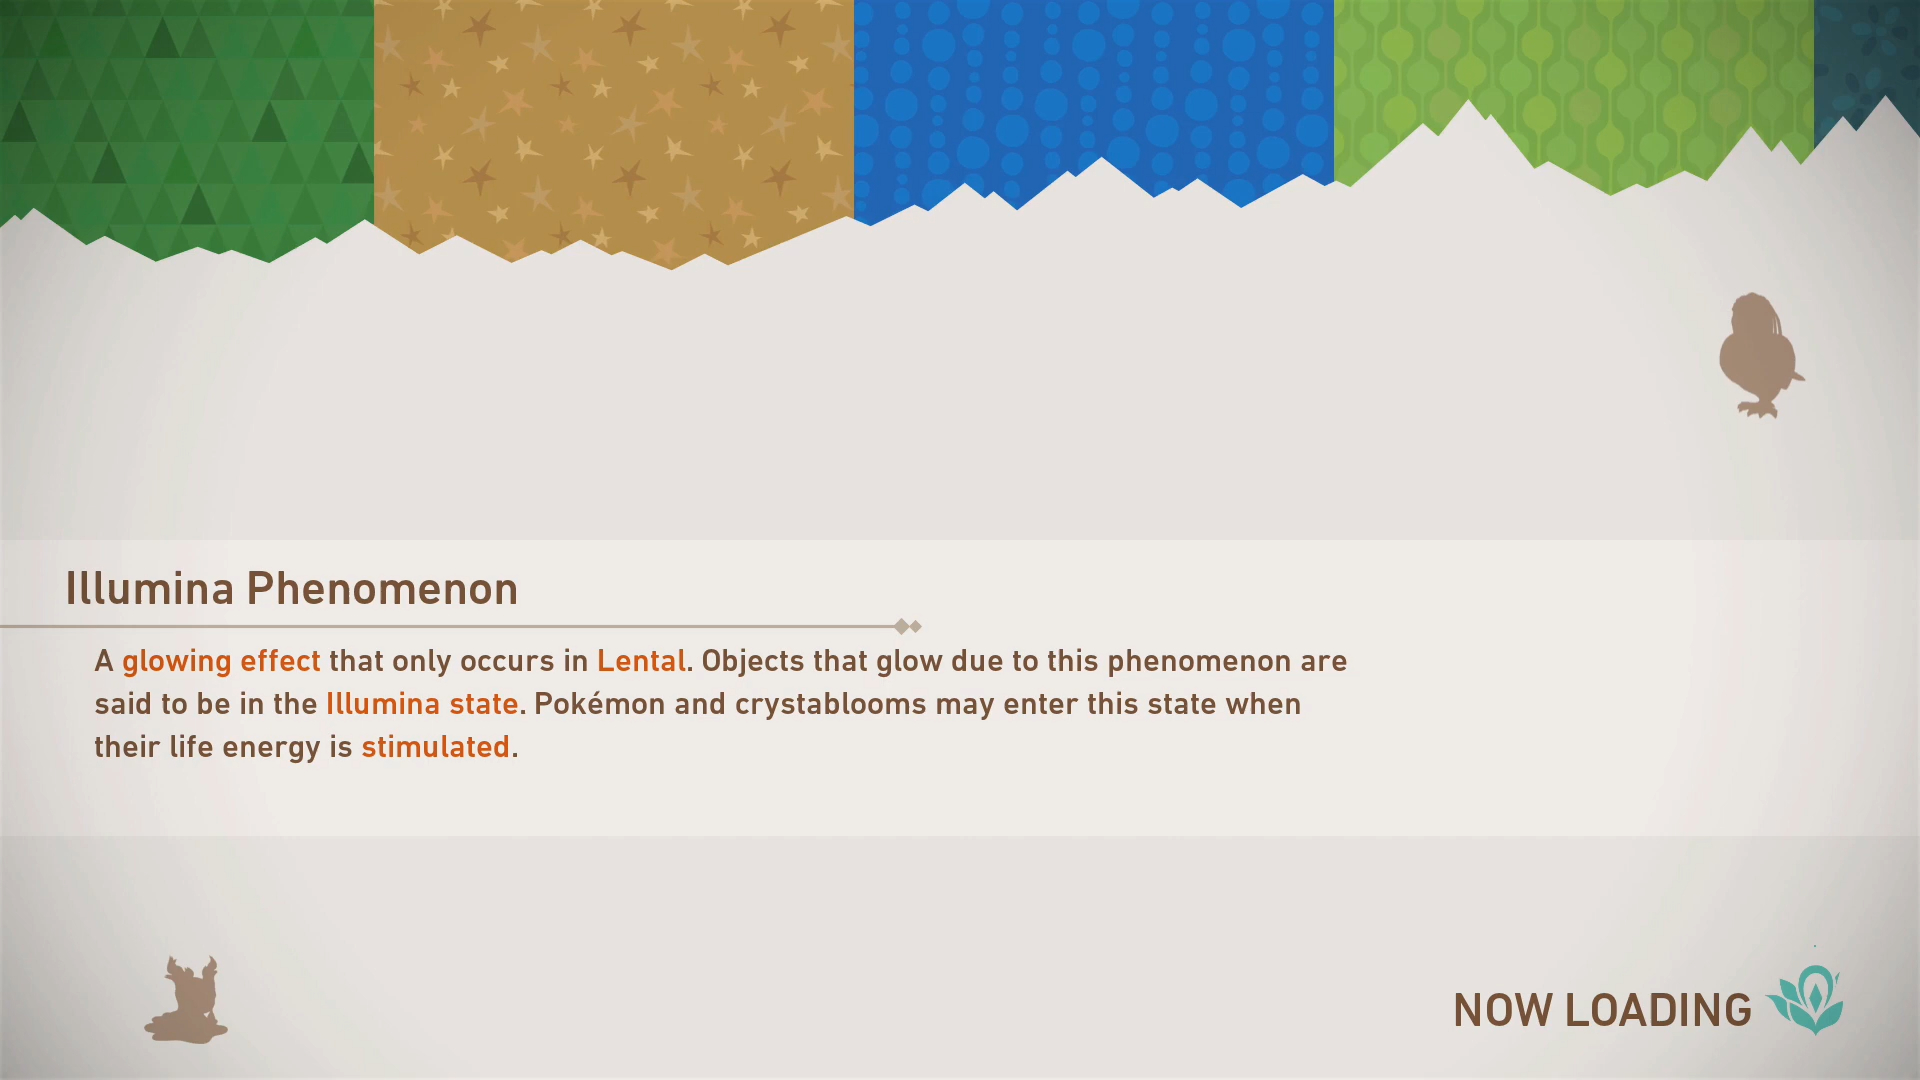 Illumina Phenomenon
A glowing effect that only occurs in Lental. Objects that glow due to this phenomenon are
said to be in the Illumina state. Pokémon and crystablooms may enter this state when
their life energy is stimulated.
NOW LOADING